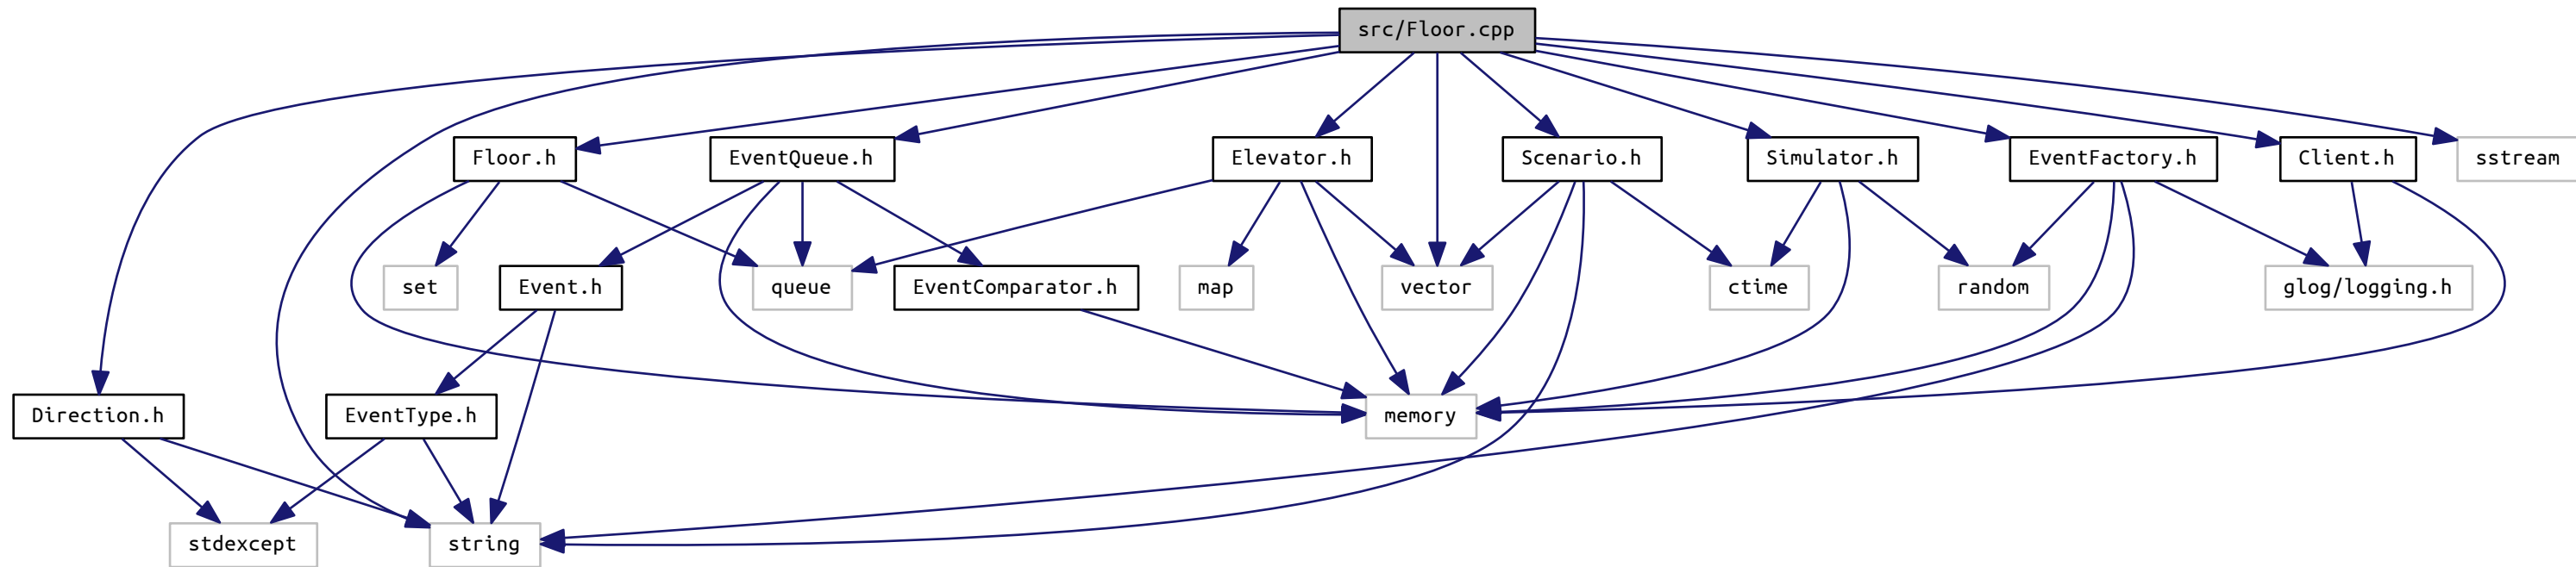 src/Floor.cpp
Floor.h
EventQueue.h
Elevator.h
Scenario.h
Simulator.h
EventFactory.h
Client.h
sstream
set
Event.h
queue
EventComparator.h
map
vector
ctime
random
glog/logging.h
Direction.h
EventType.h
memory
stdexcept
string